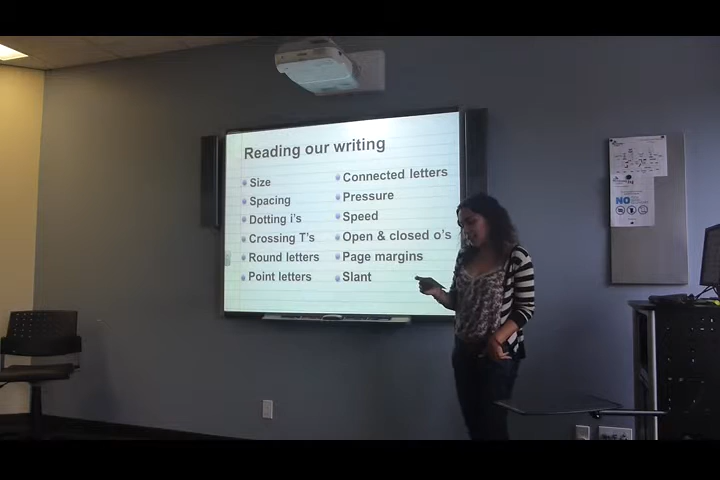 Reading our writing
Size
Spacing
Dotting i's
Crossing T's
Round letters
Point letters
Connected letters
Pressure
Speed
Open & closed o's
Page margins
Slant
NO